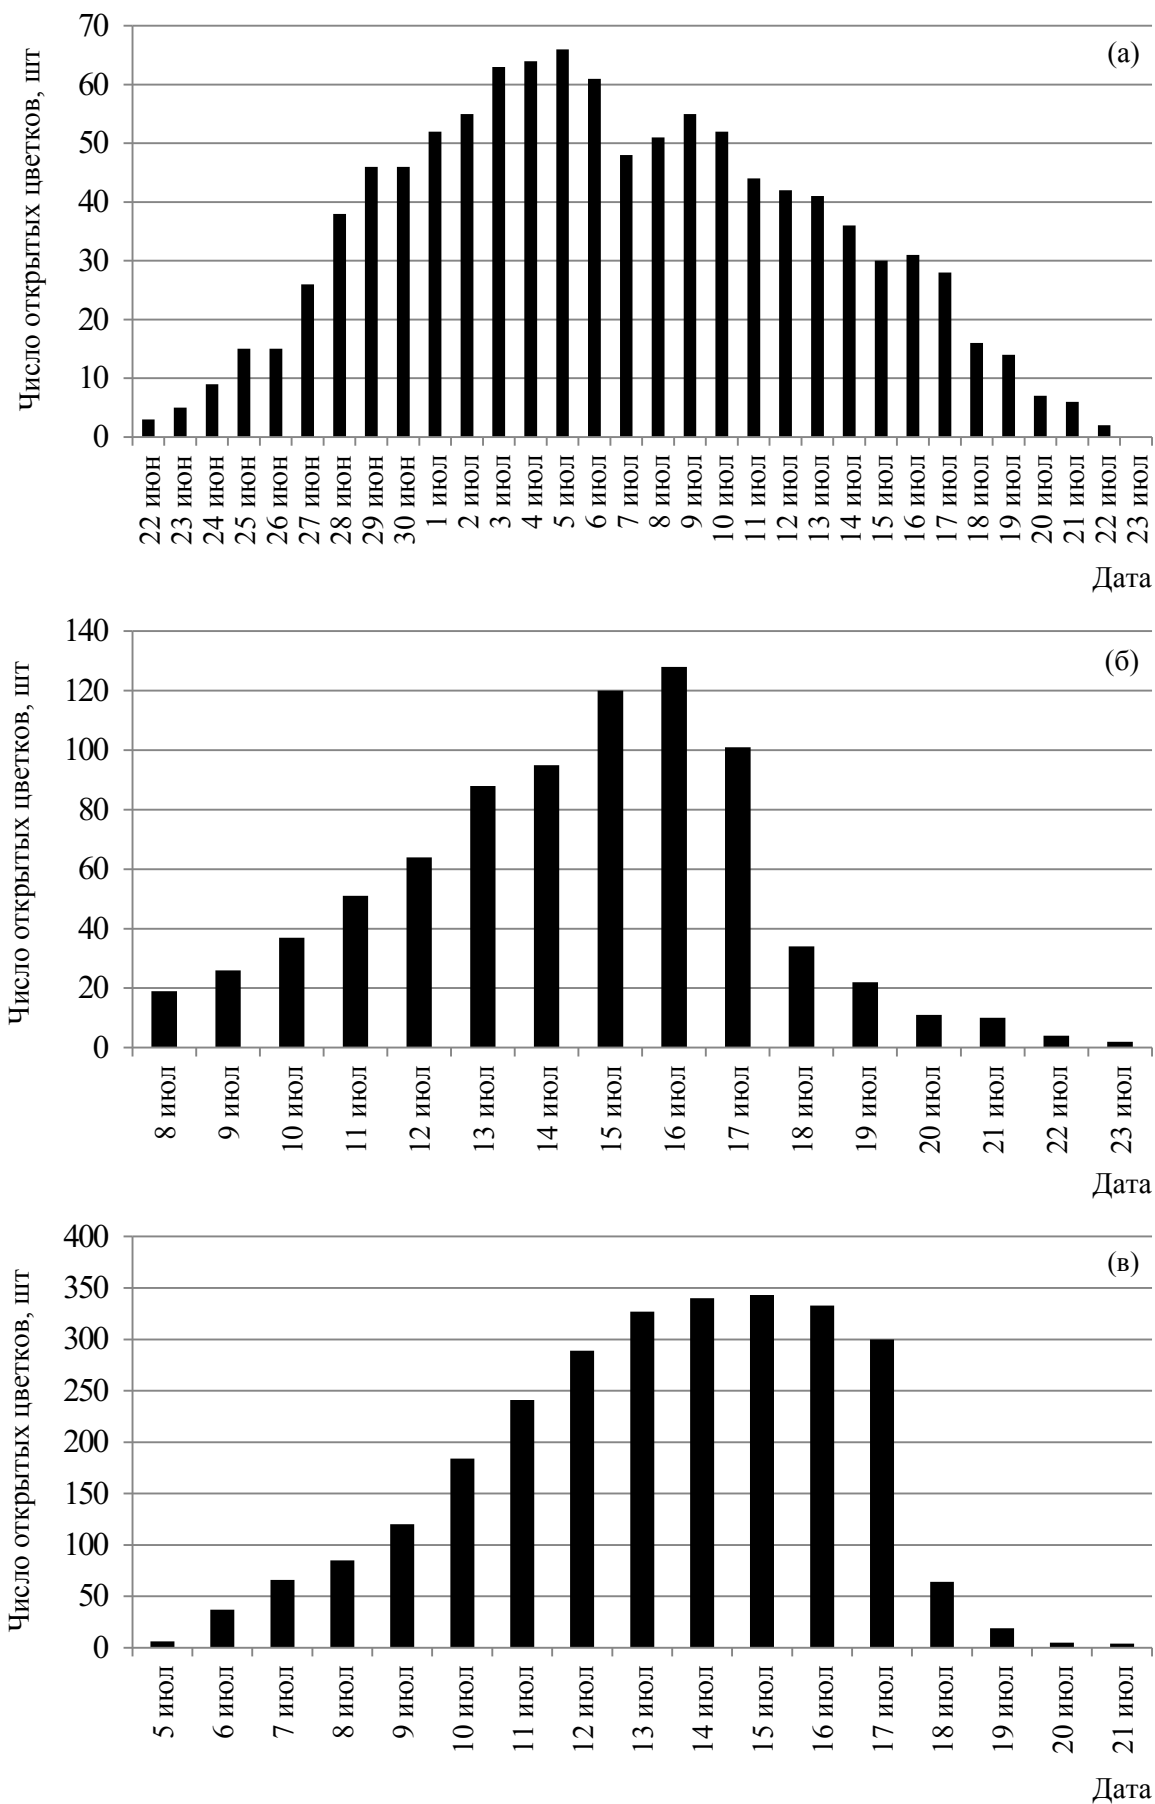 Число открытых цветков, шт
70
60
50
40
30
20
10
0
(а)
22 июн
23 июн
24 июн
25 июн
26 июн
27 июн
28 июн
29 июн
30 июн
1 июл
2 июл
3 июл
4 июл
5 июл
6 июл
7 июл
8 июл
9 июл
10 июл
11 июл
12 июл
13 июл
14 июл
15 июл
16 июл
17 июл
18 июл
19 июл
20 июл
21 июл
22 июл
23 июл
Дата
Число открытых цветков, шт
140
120
100
80
60
40
20
0
(б)
8 июл
9 июл
10 июл
11 июл
12 июл
13 июл
14 июл
15 июл
16 июл
17 июл
18 июл
19 июл
20 июл
21 июл
22 июл
23 июл
Дата
Число открытых цветков, шт
400
350
300
250
200
150
100
50
0
(в)
5 июл
6 июл
7 июл
8 июл
9 июл
10 июл
11 июл
12 июл
13 июл
14 июл
15 июл
16 июл
17 июл
18 июл
19 июл
20 июл
21 июл
Дата